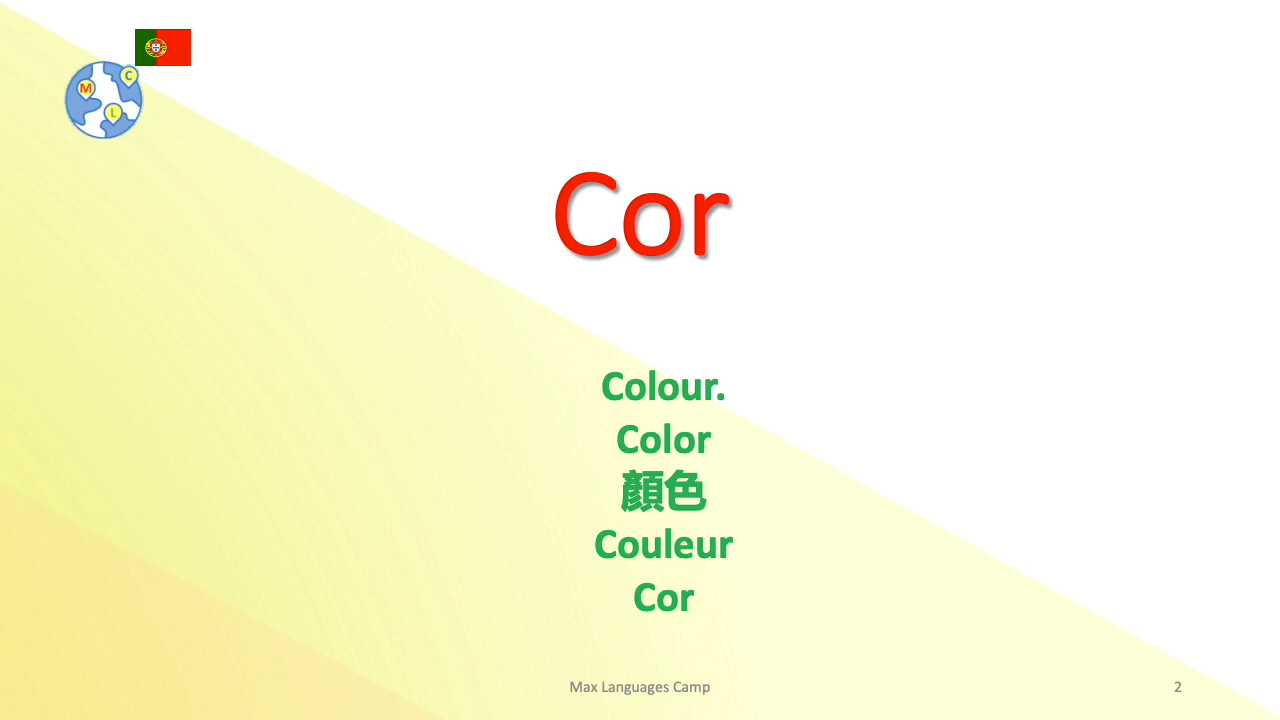 C
M
L
Cor
Colour.
Color
顏色
Couleur
Cor
Max Languages Camp
2